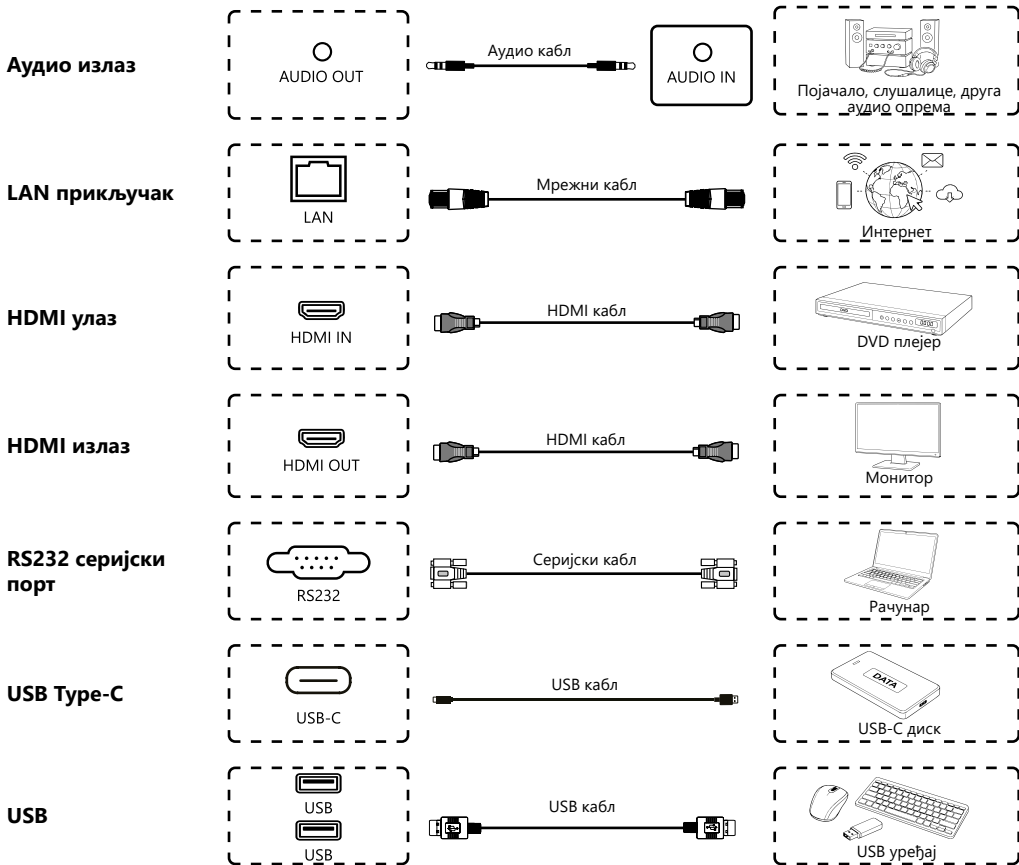 Аудио излаз
AUDIO OUT
Аудио кабл
AUDIO IN
Појачало, слушалице, друга
аудио опрема
LAN прикључак
LAN
Мрежни кабл
Интернет
HDMI улаз
HDMI IN
HDMI кабл
DVD плејер
HDMI излаз
HDMI OUT
HDMI кабл
Монитор
RS232 серијски
порт
RS232
Серијски кабл
Рачунар
USB Type-C
USB-C
USB кабл
DATA
USB-C диск
USB
USB
USB
USB кабл
USB уређај